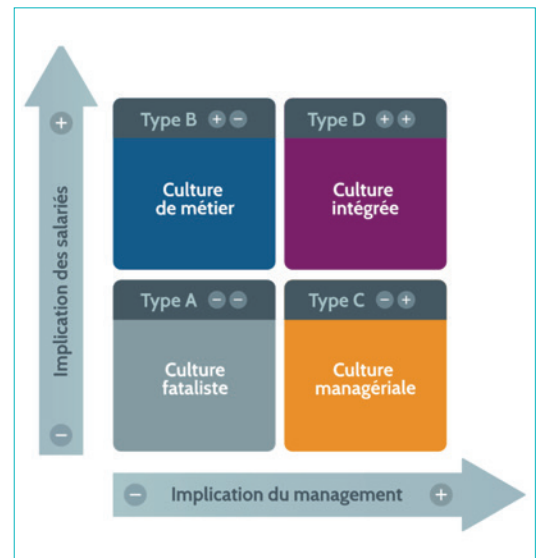 Type B + −
Culture
de métier
Type D + +
Culture
intégrée
Type A − −
Culture
fataliste
Type C − +
Culture
managériale
+
Implication des salariés
−
− Implication du management +